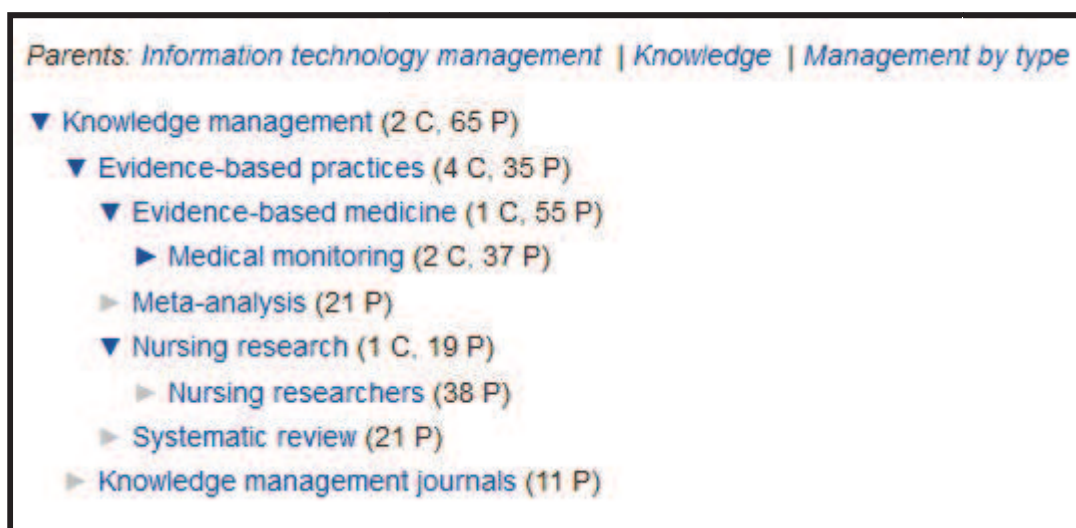 Parents: Information technology management | Knowledge | Management by type
▼ Knowledge management (2 C, 65 P)
▼ Evidence-based practices (4 C, 35 P)
▼ Evidence-based medicine (1 C, 55 P)
► Medical monitoring (2 C, 37 P)
► Meta-analysis (21 P)
▼ Nursing research (1 C, 19 P)
► Nursing researchers (38 P)
► Systematic review (21 P)
► Knowledge management journals (11 P)